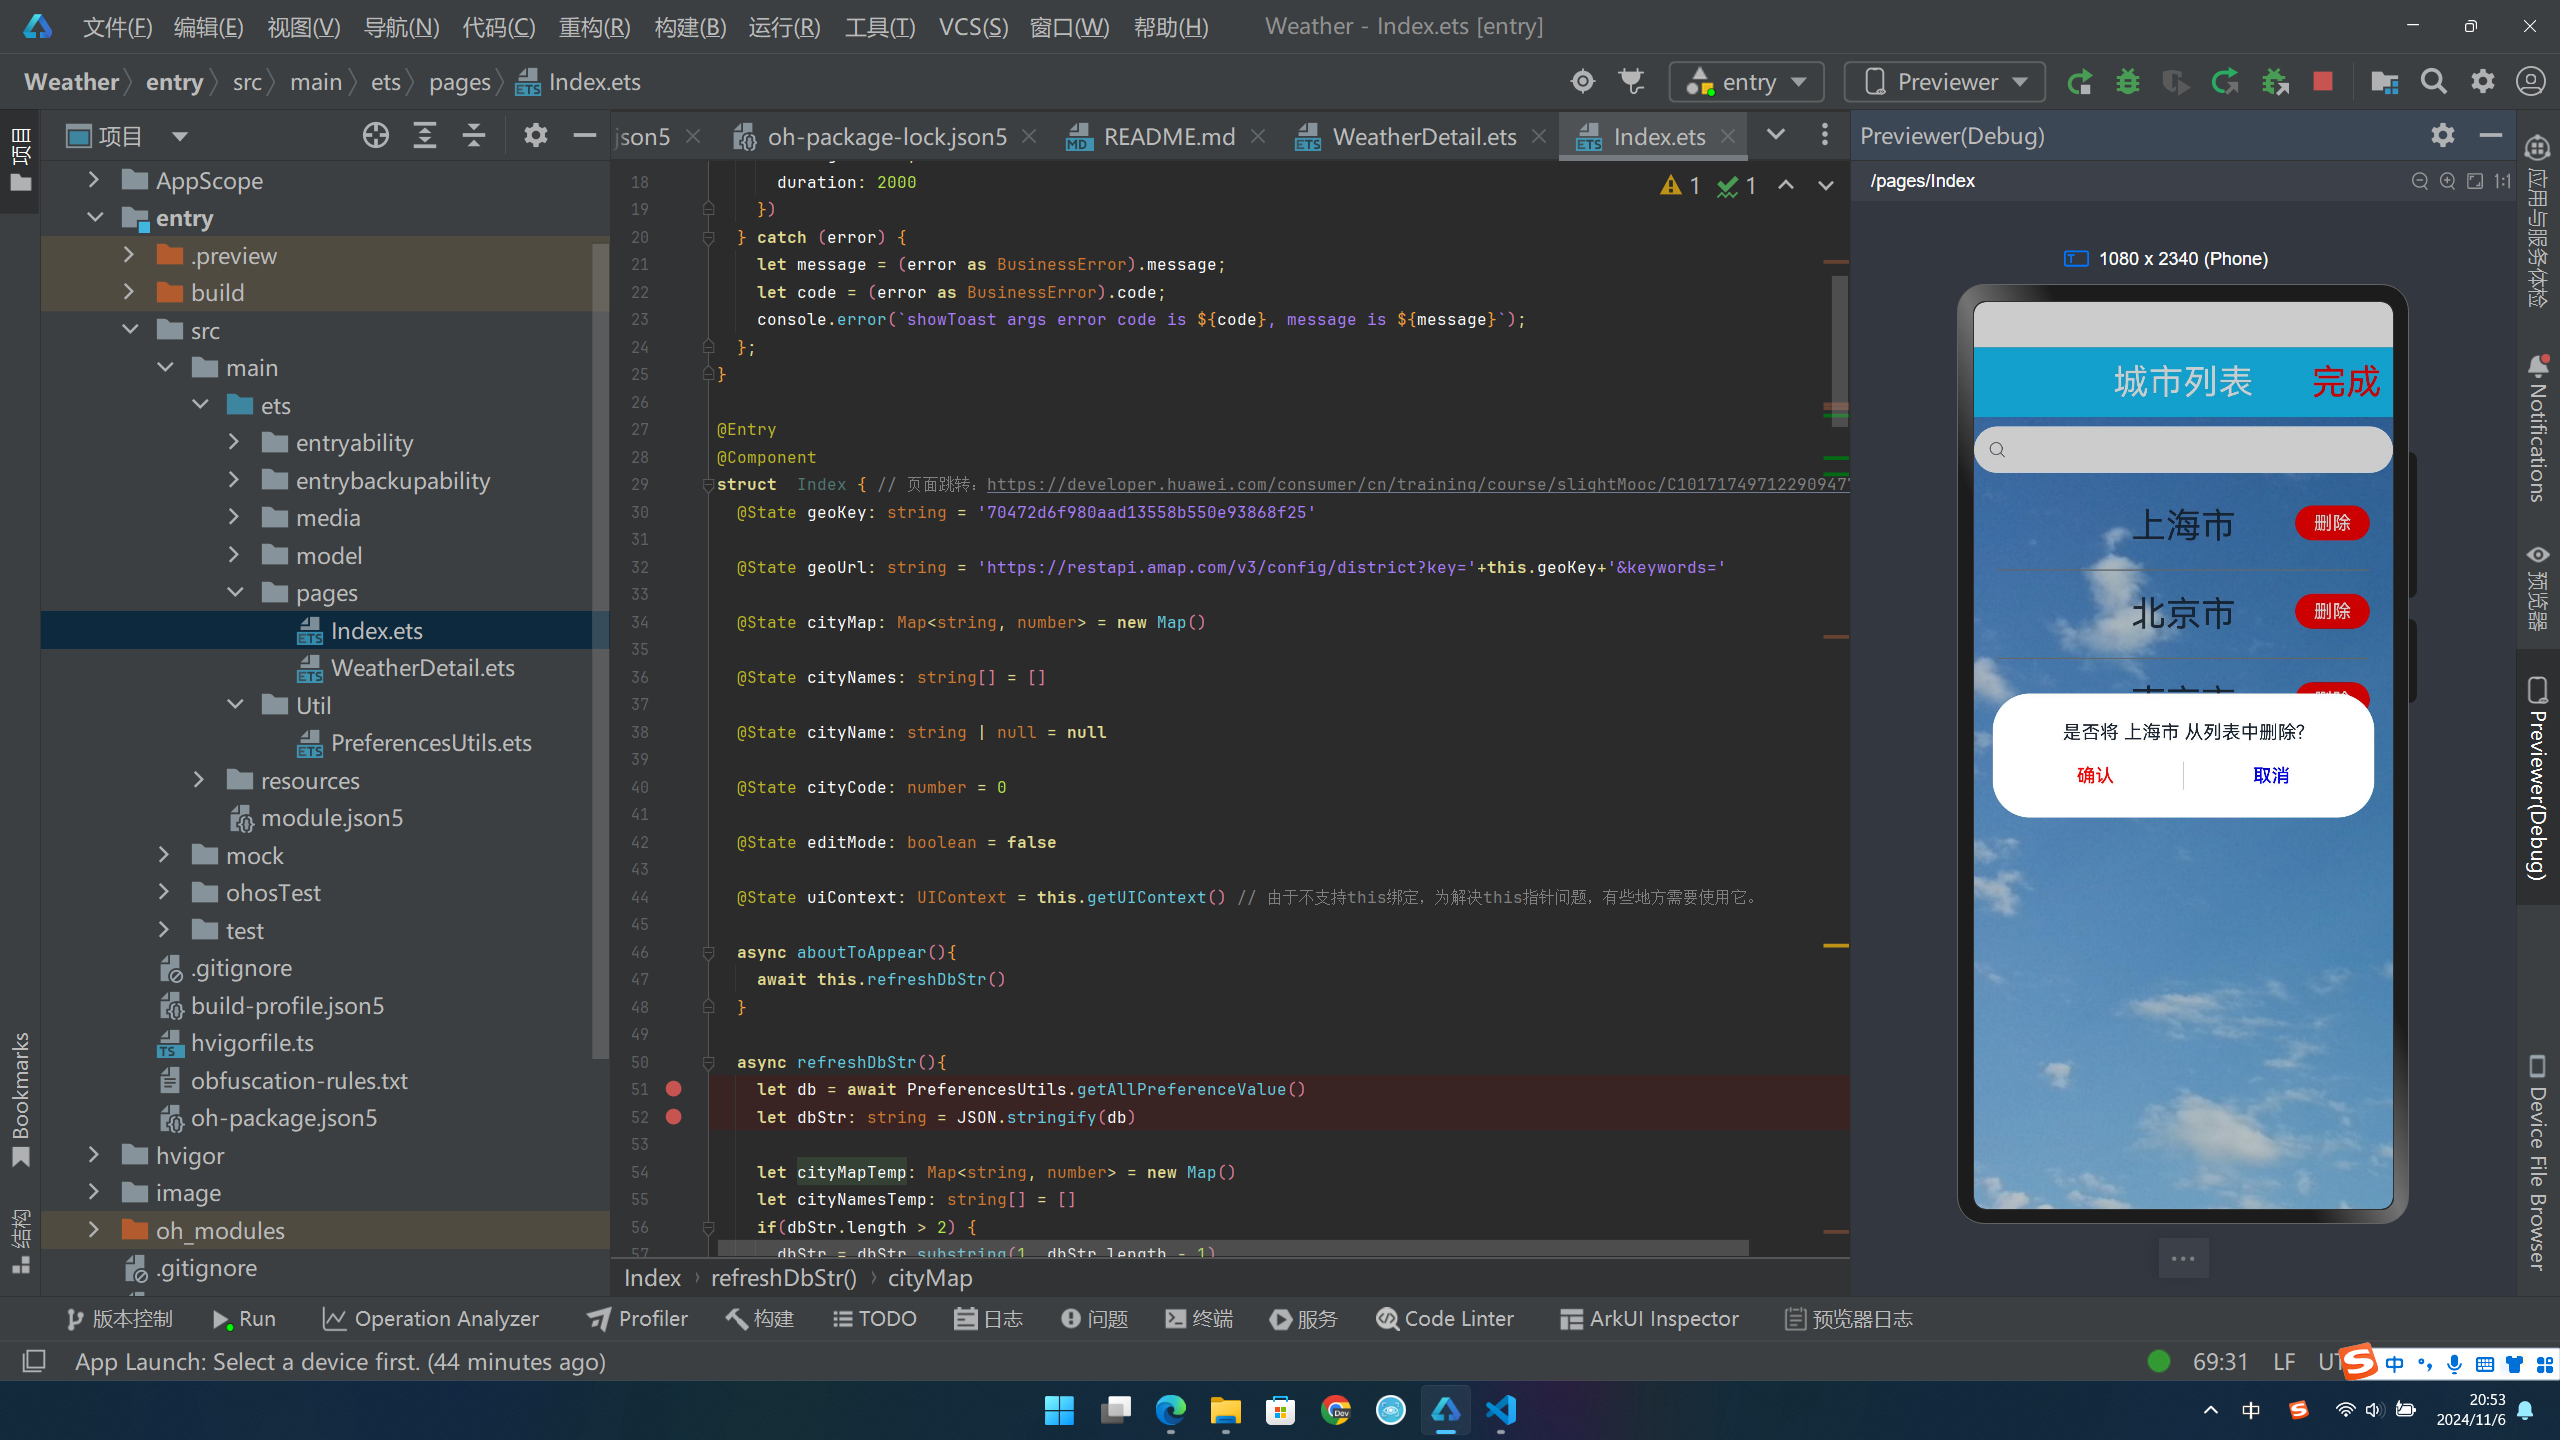 文件(F) 编辑(E) 视图(V) 导航(N) 代码(C) 重构(R) 构建(B) 运行(R) 工具(T) VCS(S) 窗口(W) 帮助(H) Weather - Index.ets [entry]
Weather entry src main ets pages Index.ets entry Previewer
项目 json5 oh-package-lock.json5 README.md WeatherDetail.ets Index.ets Previewer(Debug)
项目
AppScope
entry
.preview
build
src
main
ets
entryability
entrybackupability
media
model
pages
Index.ets
WeatherDetail.ets
Util
PreferencesUtils.ets
resources
module.json5
mock
ohosTest
test
.gitignore
build-profile.json5
hvigorfile.ts
obfuscation-rules.txt
oh-package.json5
hvigor
image
oh_modules
.gitignore
Bookmarks
结构
1 1
18 duration: 2000
19 })
20 } catch (error) {
21 let message = (error as BusinessError).message;
22 let code = (error as BusinessError).code;
23 console.error(`showToast args error code is ${code}, message is ${message}`);
24 };
25 }
26
27 @Entry
28 @Component
29 struct Index { // 页面跳转：https://developer.huawei.com/consumer/cn/training/course/slightMooc/C10171749712290947
30 @State geoKey: string = '70472d6f980aad13558b550e93868f25'
31
32 @State geoUrl: string = 'https://restapi.amap.com/v3/config/district?key='+this.geoKey+'&keywords='
33
34 @State cityMap: Map<string, number> = new Map()
35
36 @State cityNames: string[] = []
37
38 @State cityName: string | null = null
39
40 @State cityCode: number = 0
41
42 @State editMode: boolean = false
43
44 @State uiContext: UIContext = this.getUIContext() // 由于不支持this绑定，为解决this指针问题，有些地方需要使用它。
45
46 async aboutToAppear(){
47 await this.refreshDbStr()
48 }
49
50 async refreshDbStr(){
51 let db = await PreferencesUtils.getAllPreferenceValue()
52 let dbStr: string = JSON.stringify(db)
53
54 let cityMapTemp: Map<string, number> = new Map()
55 let cityNamesTemp: string[] = []
56 if(dbStr.length > 2) {
57 dbStr = dbStr.substring(1, dbStr.length - 1)
Index refreshDbStr() cityMap
/pages/Index 1:1
1080 x 2340 (Phone)
城市列表 完成
上海市 删除
北京市 删除
是否将 上海市 从列表中删除?
确认 取消
应用与服务体检
Notifications
预览器
Previewer(Debug)
Device File Browser
版本控制 Run Operation Analyzer Profiler 构建 TODO 日志 问题 终端 服务 Code Linter ArkUI Inspector 预览器日志
App Launch: Select a device first. (44 minutes ago) 69:31 LF 中
中 20:53
2024/11/6